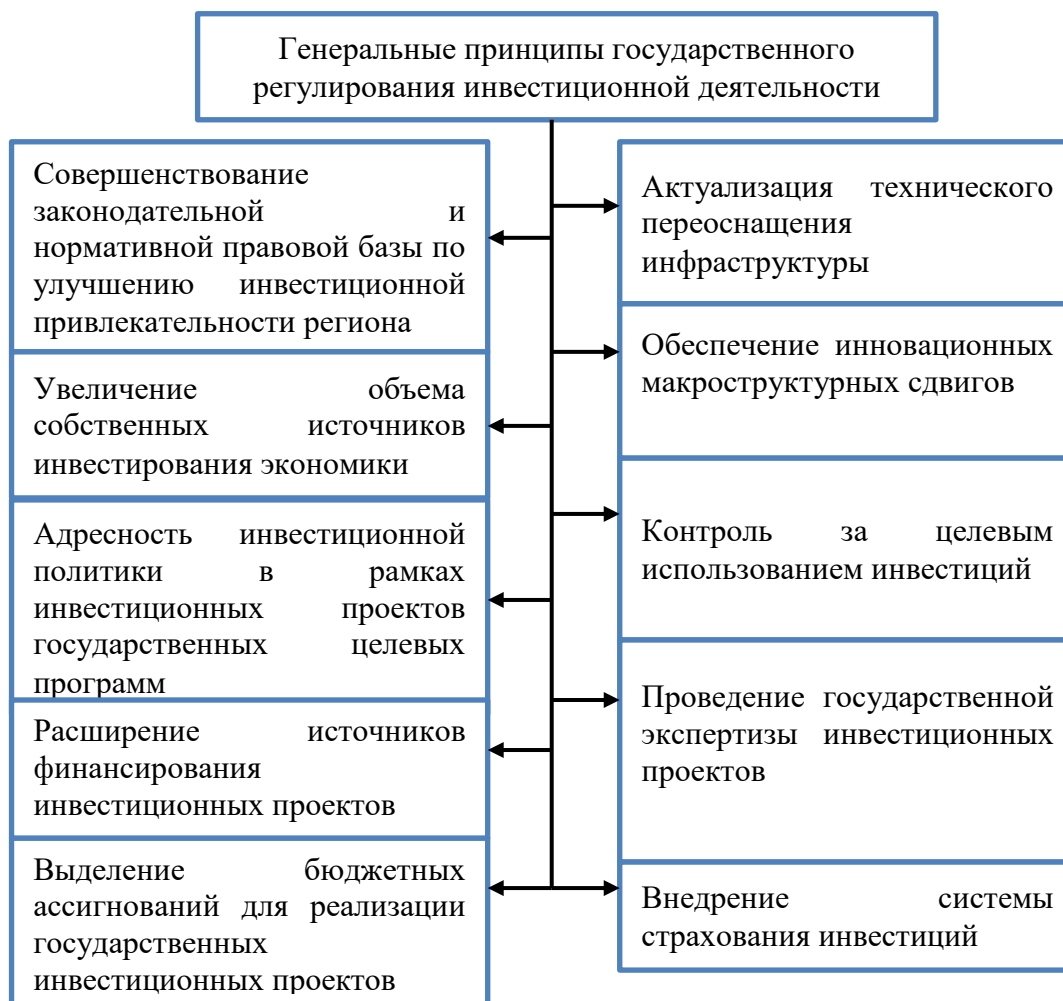 Генеральные принципы государственного
регулирования инвестиционной деятельности
Совершенствование
законодательной и
нормативной правовой базы по
улучшению инвестиционной
привлекательности региона
Увеличение объема
собственных источников
инвестирования экономики
Адресность инвестиционной
политики в рамках
инвестиционных проектов
государственных целевых
программ
Расширение источников
финансирования
инвестиционных проектов
Выделение бюджетных
ассигнований для реализации
государственных
инвестиционных проектов
Актуализация технического
переоснащения
инфраструктуры
Обеспечение инновационных
макроструктурных сдвигов
Контроль за целевым
использованием инвестиций
Проведение государственной
экспертизы инвестиционных
проектов
Внедрение системы
страхования инвестиций